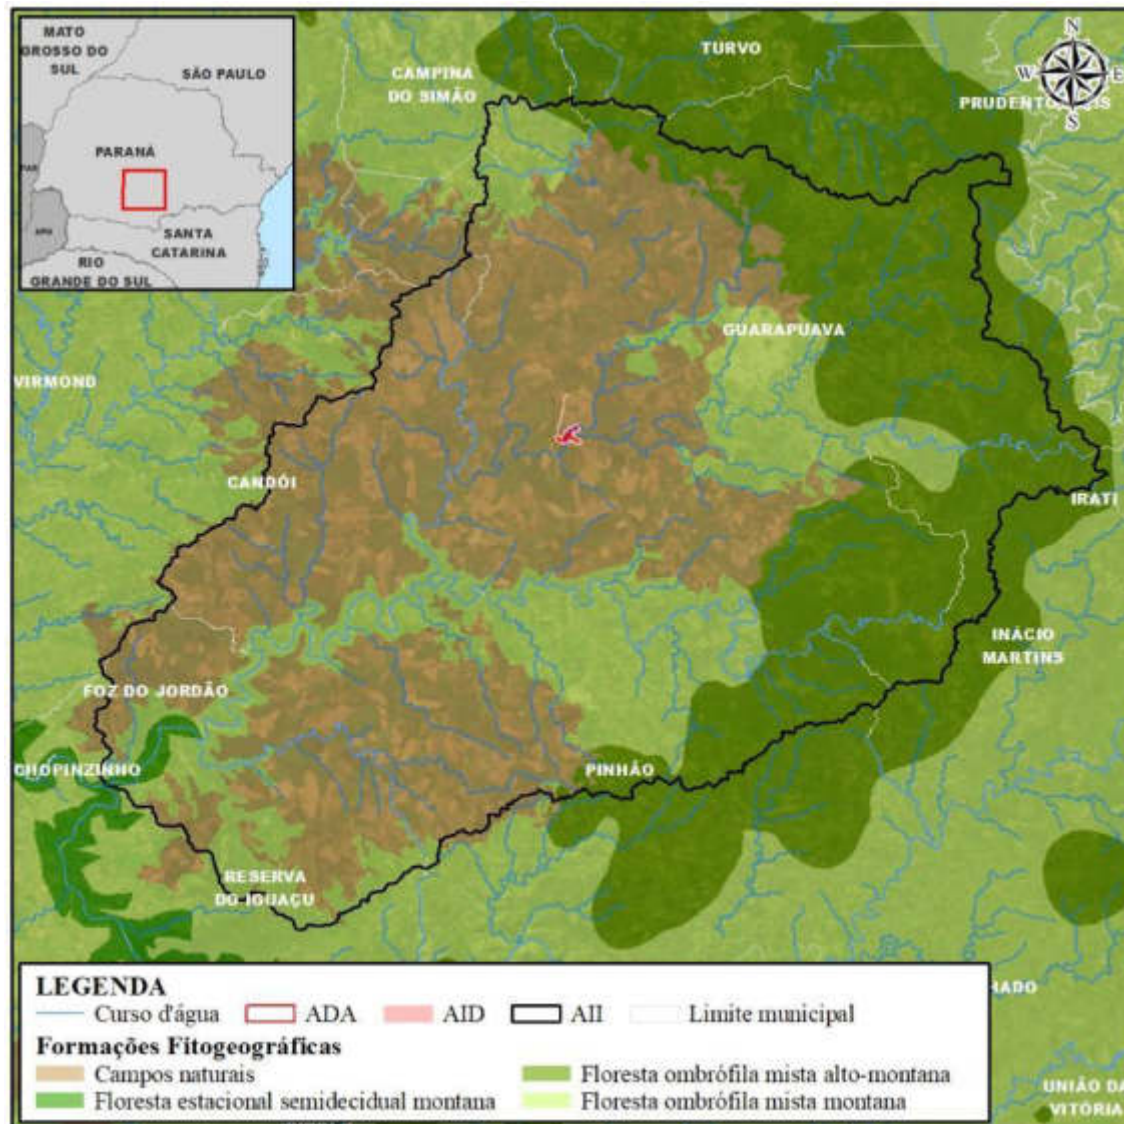 MATO
GROSSO DO
SUL
SÃO PAULO
PARANÁ
SANTA
CATARINA
RIO
GRANDE DO SUL
CAMPINA
DO SIMÃO
TURVO
N
W
E
S
GUARAPUAVA
VIRMOND
CANDÓI
IRATI
INÁCIO
MARTINS
FOZ DO JORDÃO
CHOPINZINHO
PINHÃO
RESERVA
DO IGUAÇU
HADO
UNIÃO DA
VITÓRIA
LEGENDA
Curso d'água
ADA
AID
AII
Limite municipal
Formações Fitogeográficas
Campos naturais
Floresta ombrófila mista alto-montana
Floresta estacional semidecidual montana
Floresta ombrófila mista montana